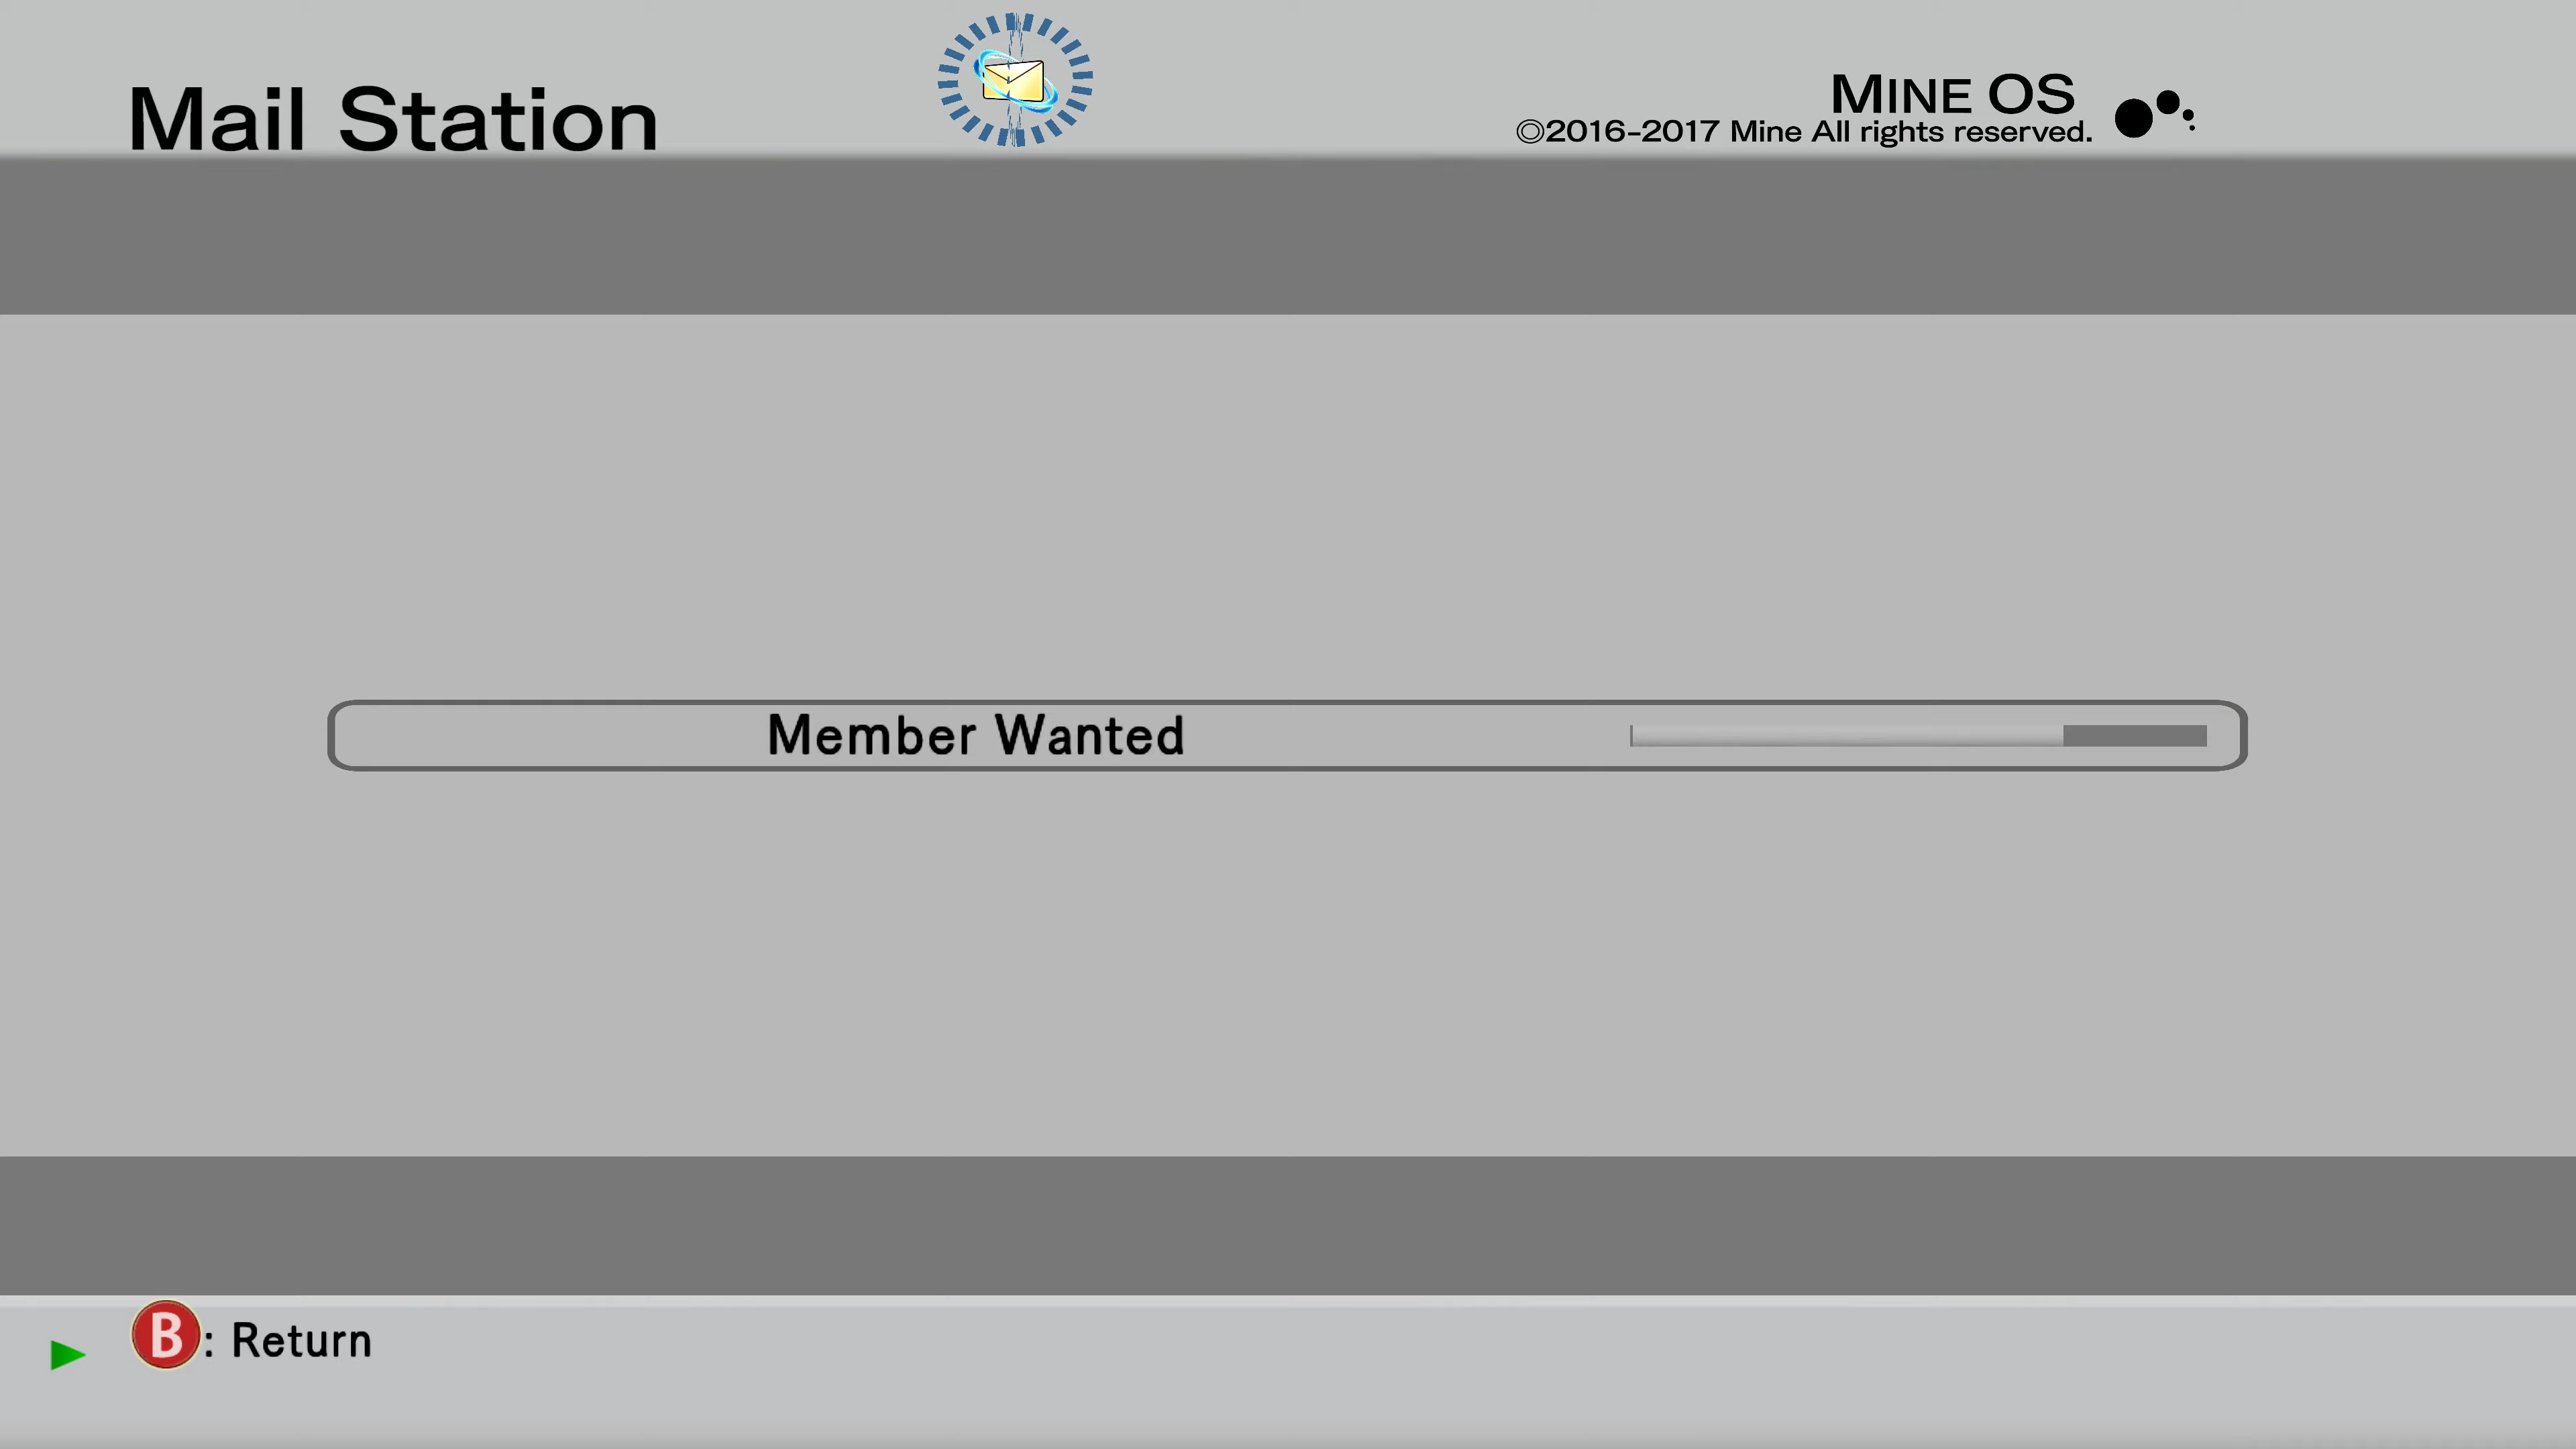 Mail Station
MINE OS
©2016-2017 Mine All rights reserved.
Member Wanted
B: Return